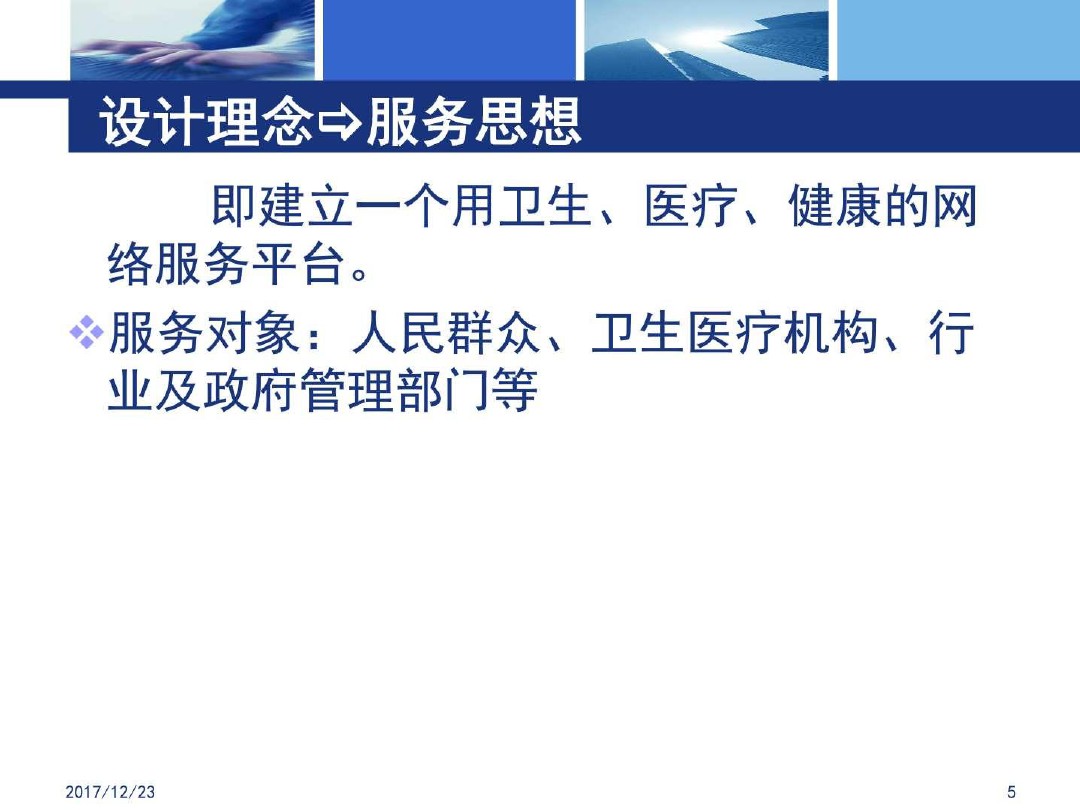 设计理念⇨服务思想
即建立一个用卫生、医疗、健康的网
络服务平台。
❖服务对象：人民群众、卫生医疗机构、行
业及政府管理部门等
2017/12/23
5